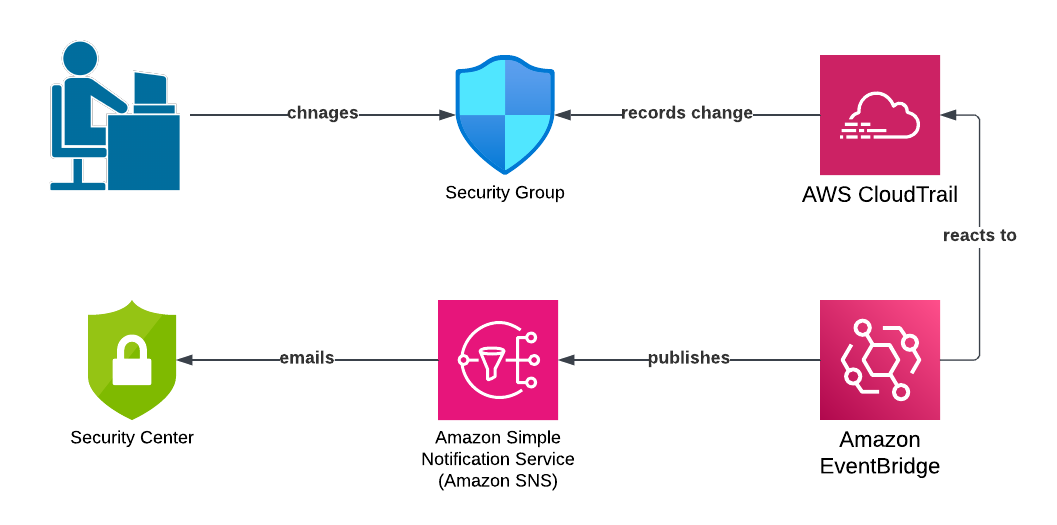 chnages
records change
Security Group
AWS CloudTrail
reacts to
emails
publishes
Security Center
Amazon Simple
Notification Service
(Amazon SNS)
Amazon
EventBridge